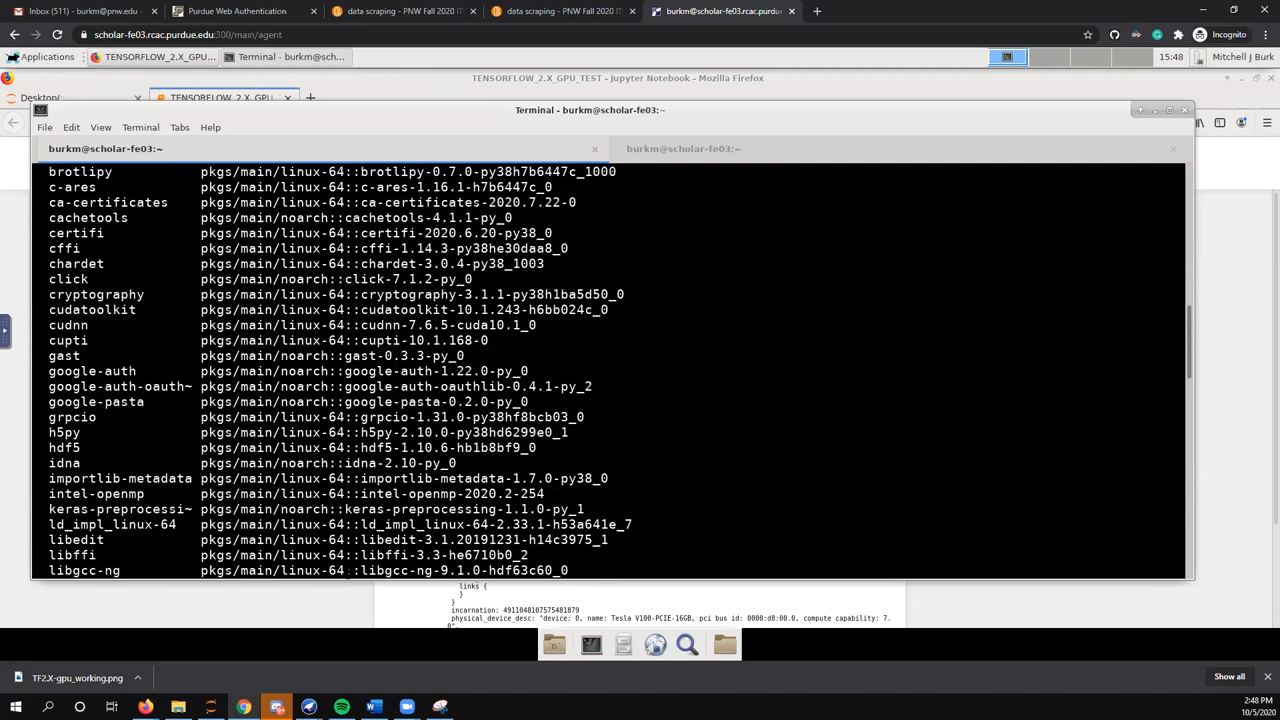 Inbox (511) - burkm@pnw.edu -
Purdue Web Authentication
data scraping - PNW Fall 2020 IT
data scraping - PNW Fall 2020 IT
burkm@scholar-fe03.rcac.purdu
scholar-fe03.rcac.purdue.edu:300/main/agent
Incognito
Applications
TENSORFLOW_2.X_GPU...
Terminal - burkm@scholar-fe03:...
15:48
Mitchell J Burk
TENSORFLOW_2.X_GPU_TEST - Jupyter Notebook - Mozilla Firefox
Desktop/
TENSORFLOW_2.X_GPU_
Terminal - burkm@scholar-fe03:~
File Edit View Terminal Tabs Help
burkm@scholar-fe03:~
burkm@scholar-fe03:~
brotlipy pkgs/main/linux-64::brotlipy-0.7.0-py38h7b6447c_1000
c-ares pkgs/main/linux-64::c-ares-1.16.1-h7b6447c_0
ca-certificates pkgs/main/linux-64::ca-certificates-2020.7.22-0
cachetools pkgs/main/noarch::cachetools-4.1.1-py_0
certifi pkgs/main/linux-64::certifi-2020.6.20-py38_0
cffi pkgs/main/linux-64::cffi-1.14.3-py38he30daa8_0
chardet pkgs/main/linux-64::chardet-3.0.4-py38_1003
click pkgs/main/noarch::click-7.1.2-py_0
cryptography pkgs/main/linux-64::cryptography-3.1.1-py38h1ba5d50_0
cudatoolkit pkgs/main/linux-64::cudatoolkit-10.1.243-h6bb024c_0
cudnn pkgs/main/linux-64::cudnn-7.6.5-cuda10.1_0
cupti pkgs/main/linux-64::cupti-10.1.168-0
gast pkgs/main/noarch::gast-0.3.3-py_0
google-auth pkgs/main/noarch::google-auth-1.22.0-py_0
google-auth-oauth~ pkgs/main/noarch::google-auth-oauthlib-0.4.1-py_2
google-pasta pkgs/main/noarch::google-pasta-0.2.0-py_0
grpcio pkgs/main/linux-64::grpcio-1.31.0-py38hf8bcb03_0
h5py pkgs/main/linux-64::h5py-2.10.0-py38hd6299e0_1
hdf5 pkgs/main/linux-64::hdf5-1.10.6-hb1b8bf9_0
idna pkgs/main/noarch::idna-2.10-py_0
importlib-metadata pkgs/main/linux-64::importlib-metadata-1.7.0-py38_0
intel-openmp pkgs/main/linux-64::intel-openmp-2020.2-254
keras-preprocessi~ pkgs/main/noarch::keras-preprocessing-1.1.0-py_1
ld_impl_linux-64 pkgs/main/linux-64::ld_impl_linux-64-2.33.1-h53a641e_7
libedit pkgs/main/linux-64::libedit-3.1.20191231-h14c3975_1
libffi pkgs/main/linux-64::libffi-3.3-he6710b0_2
libgcc-ng pkgs/main/linux-64::libgcc-ng-9.1.0-hdf63c60_0
links {
}
}
incarnation: 4911048107575481879
physical_device_desc: "device: 0, name: Tesla V100-PCIE-16GB, pci bus id: 0000:d8:00.0, compute capability: 7.
0",
TF2.X-gpu_working.png
Show all
2:48 PM
10/5/2020